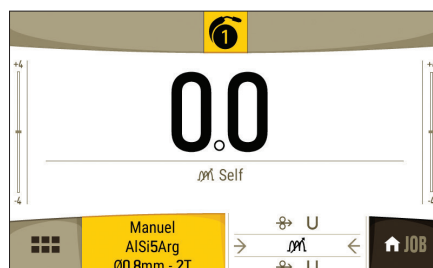 1
+4
0.0
-4
Self
Manuel
AlSi5Arg
Ø0.8mm - 2T
U
JOB
U